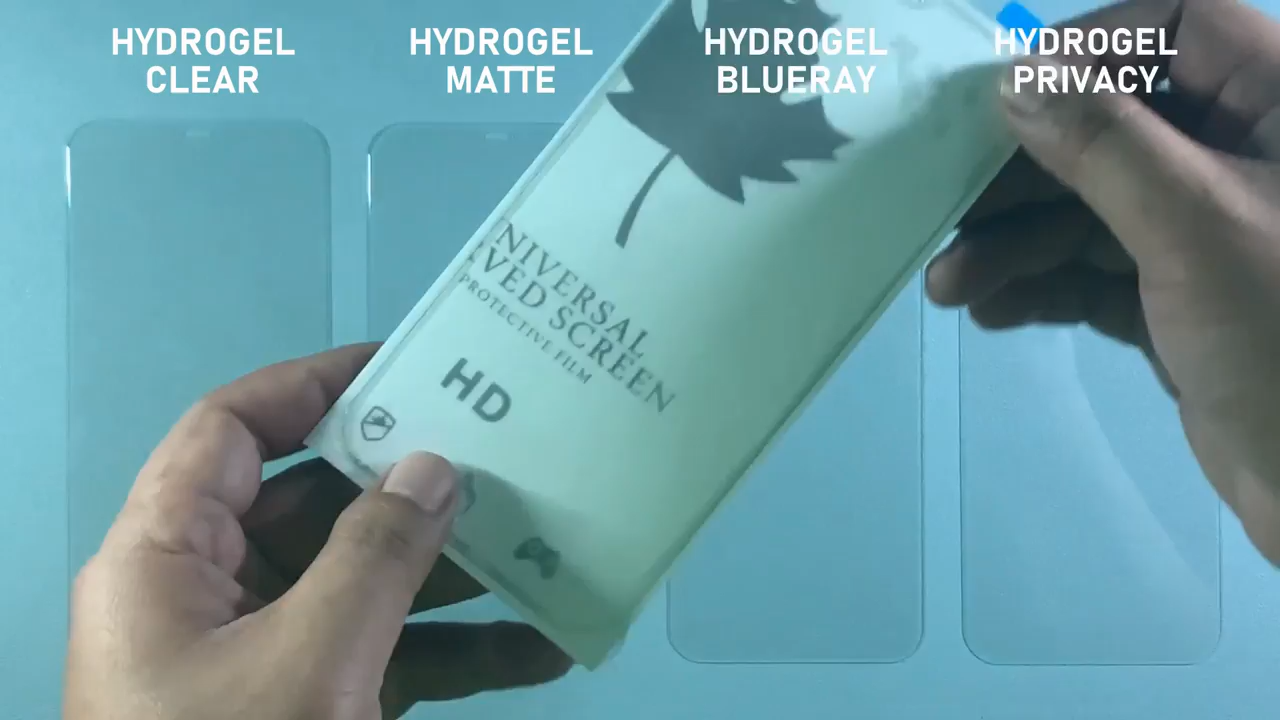 HYDROGEL
CLEAR
HYDROGEL
MATTE
HYDROGEL
BLUERAY
HYDROGEL
PRIVACY
NIVERSAL
VED SCREEN
PROTECTIVE FILM
HD